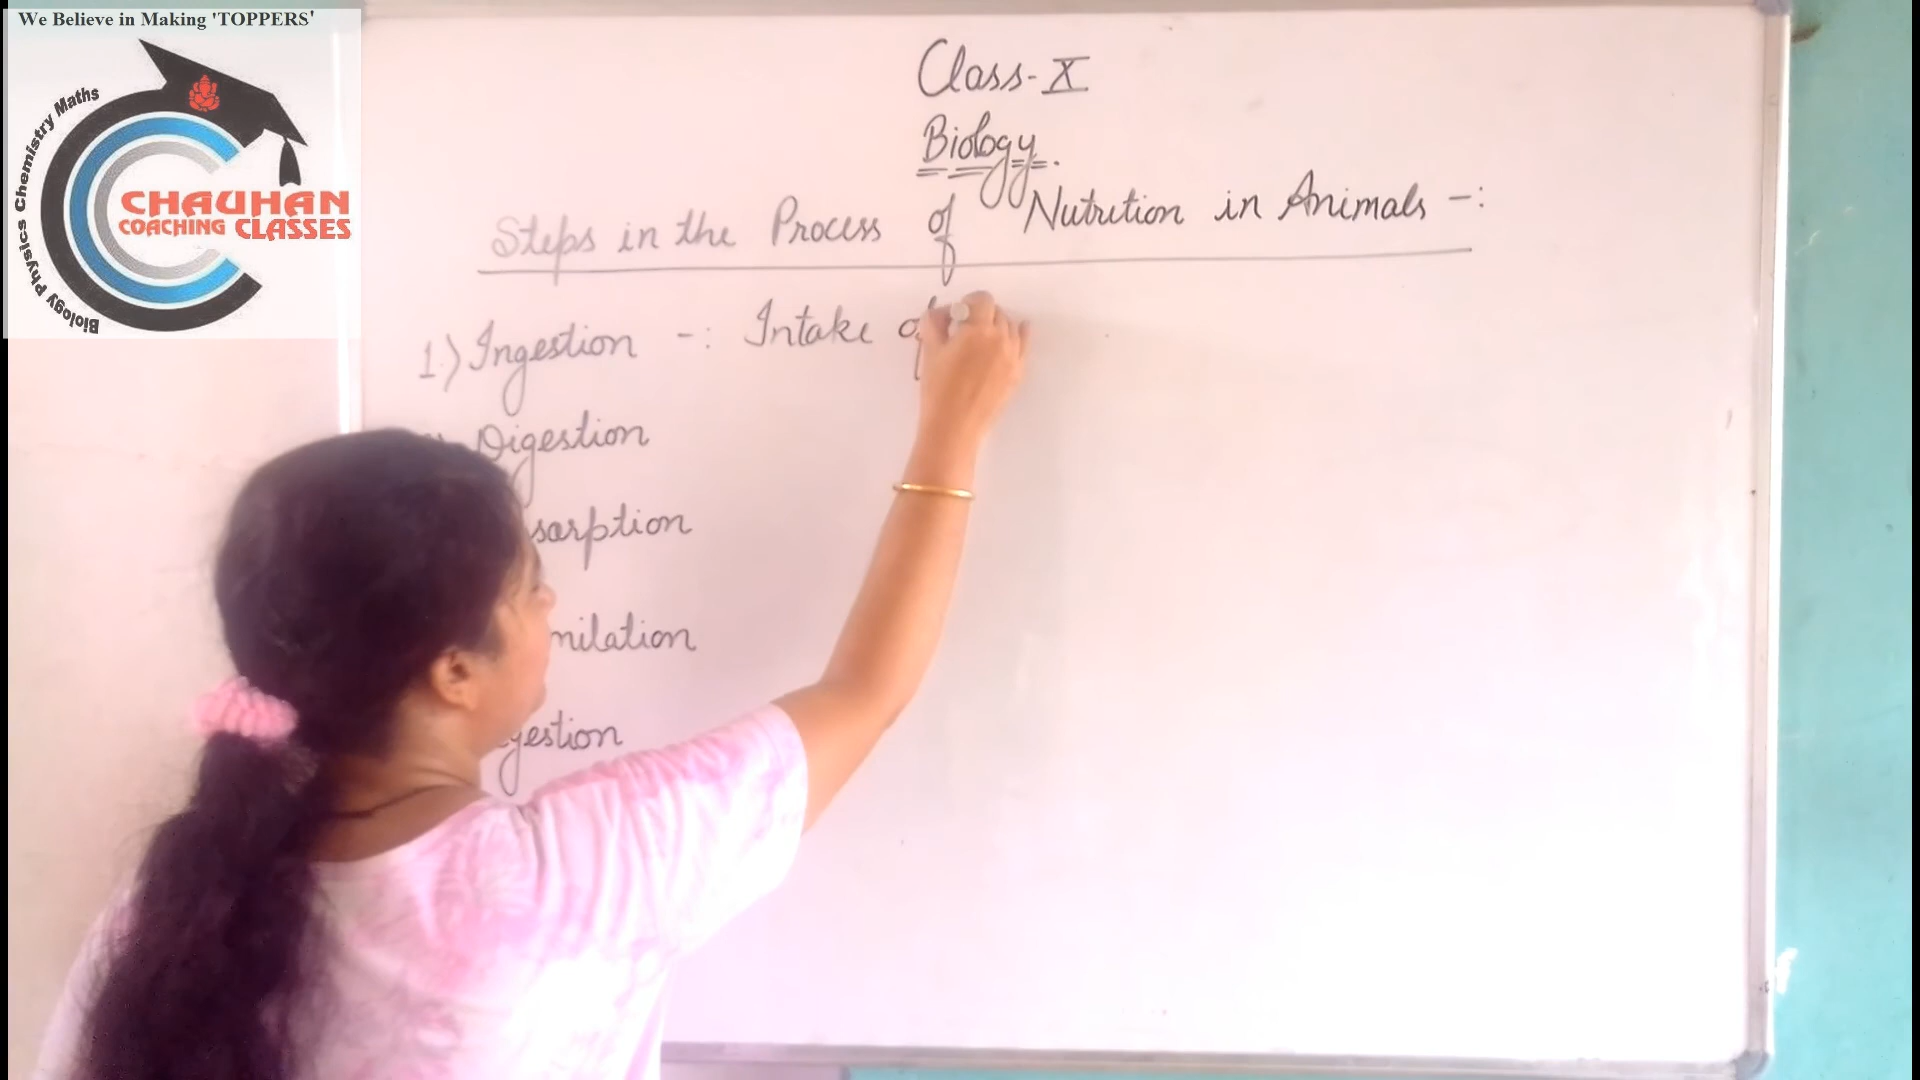 We Believe in Making 'TOPPERS'
Biology Physics Chemistry Maths
CHAUHAN
COACHING CLASSES
Class-X
Biology.
Steps in the Process of Nutrition in Animals -:
1.) Ingestion -: Intake of
Digestion
sarption
milation
gestion